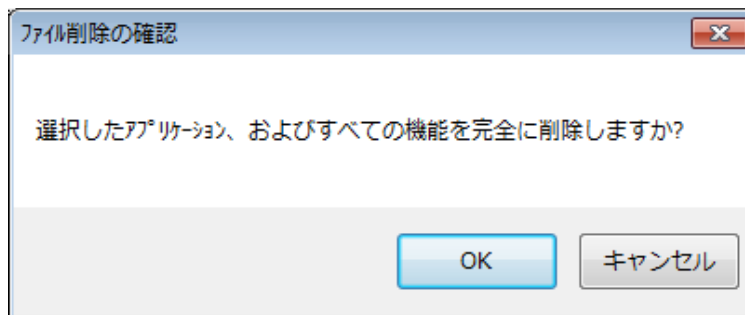 ﾌｧｲﾙ削除の確認
選択したｱﾌﾟﾘｹｰｼｮﾝ、およびすべての機能を完全に削除しますか?
OK
キャンセル